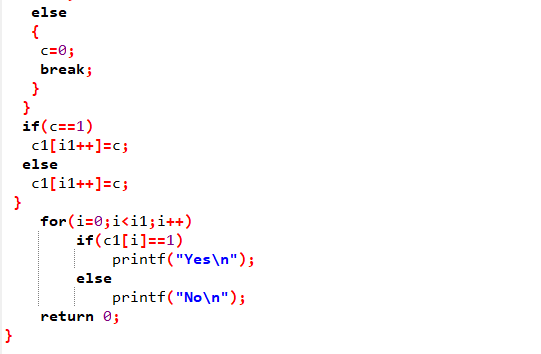 else
{
c=0;
break;
}
}
if(c==1)
c1[i1++]=c;
else
c1[i1++]=c;
}
for(i=0;i<i1;i++)
if(c1[i]==1)
printf("Yes\n");
else
printf("No\n");
return 0;
}